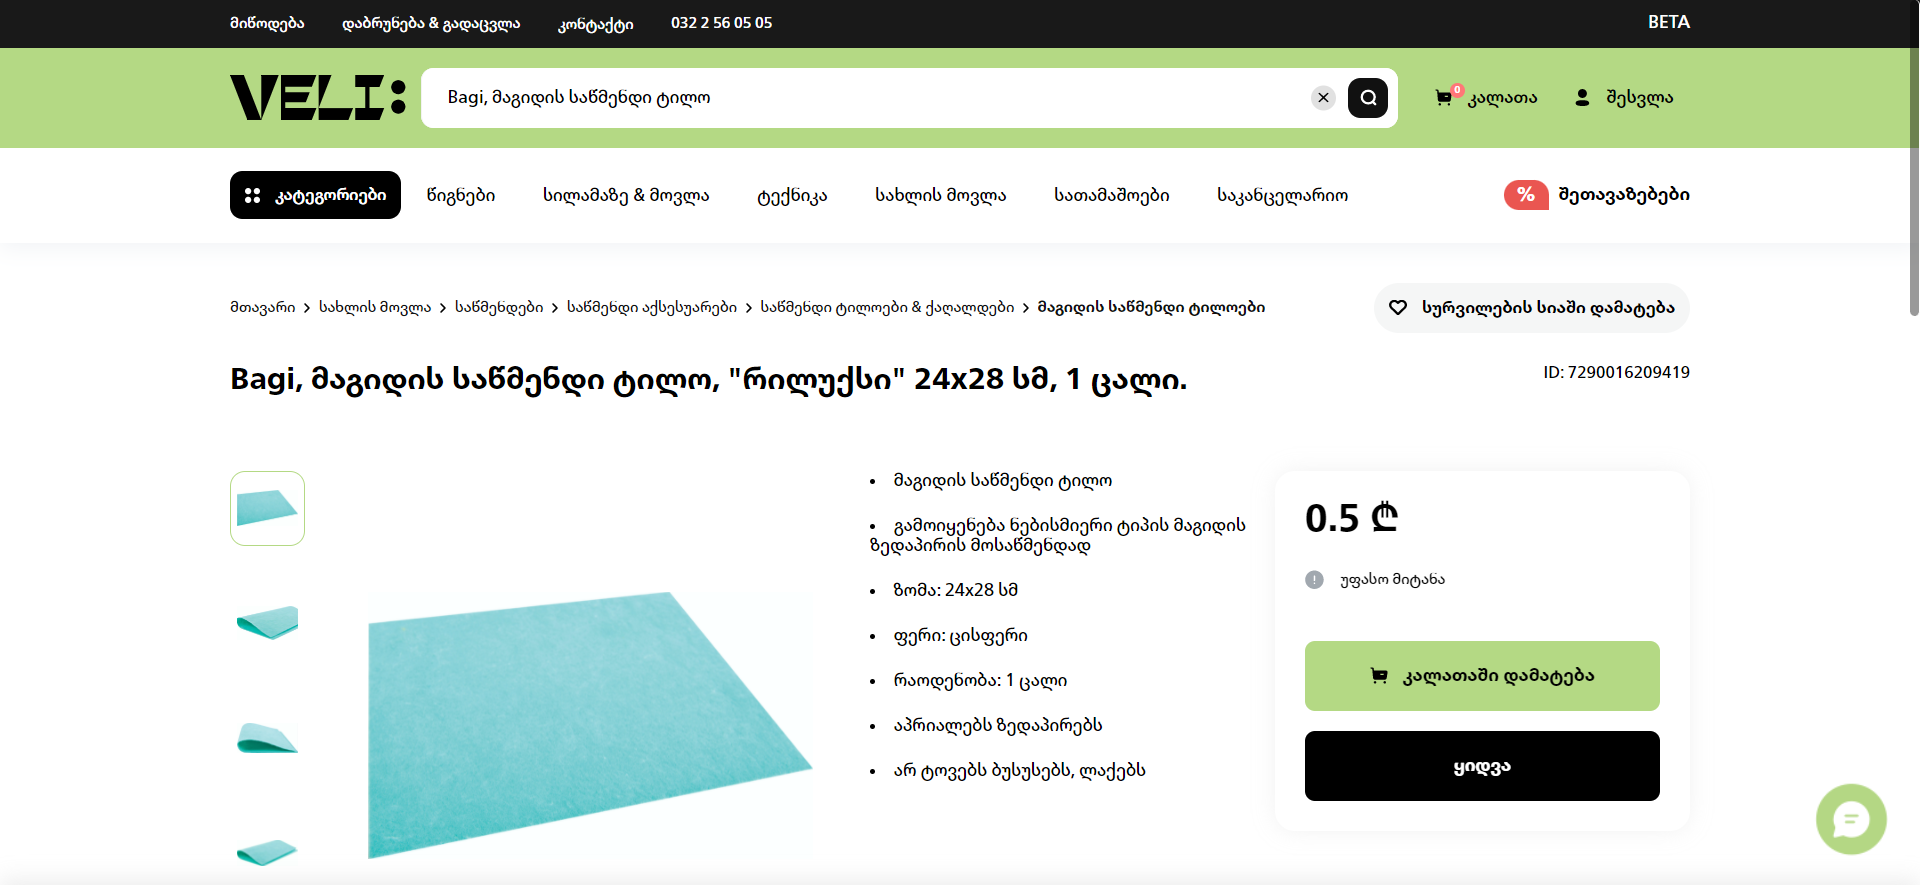 მიწოდება დაბრუნება & გადაცვლა კონტაქტი 032 2 56 05 05 BETA
VELI: Bagi, მაგიდის საწმენდი ტილო 0 კალათა შესვლა
კატეგორიები წიგნები სილამაზე & მოვლა ტექნიკა სახლის მოვლა სათამაშოები საკანცელარიო % შეთავაზებები
მთავარი > სახლის მოვლა > საწმენდები > საწმენდი აქსესუარები > საწმენდი ტილოები & ქაღალდები > მაგიდის საწმენდი ტილოები სურვილების სიაში დამატება
Bagi, მაგიდის საწმენდი ტილო, "რილუქსი" 24x28 სმ, 1 ცალი.
ID: 7290016209419
• მაგიდის საწმენდი ტილო
• გამოიყენება ნებისმიერი ტიპის მაგიდის
ზედაპირის მოსაწმენდად
• ზომა: 24x28 სმ
• ფერი: ცისფერი
• რაოდენობა: 1 ცალი
• აპრიალებს ზედაპირებს
• არ ტოვებს ბუსუსებს, ლაქებს
0.5 ₾
უფასო მიტანა
კალათაში დამატება
ყიდვა